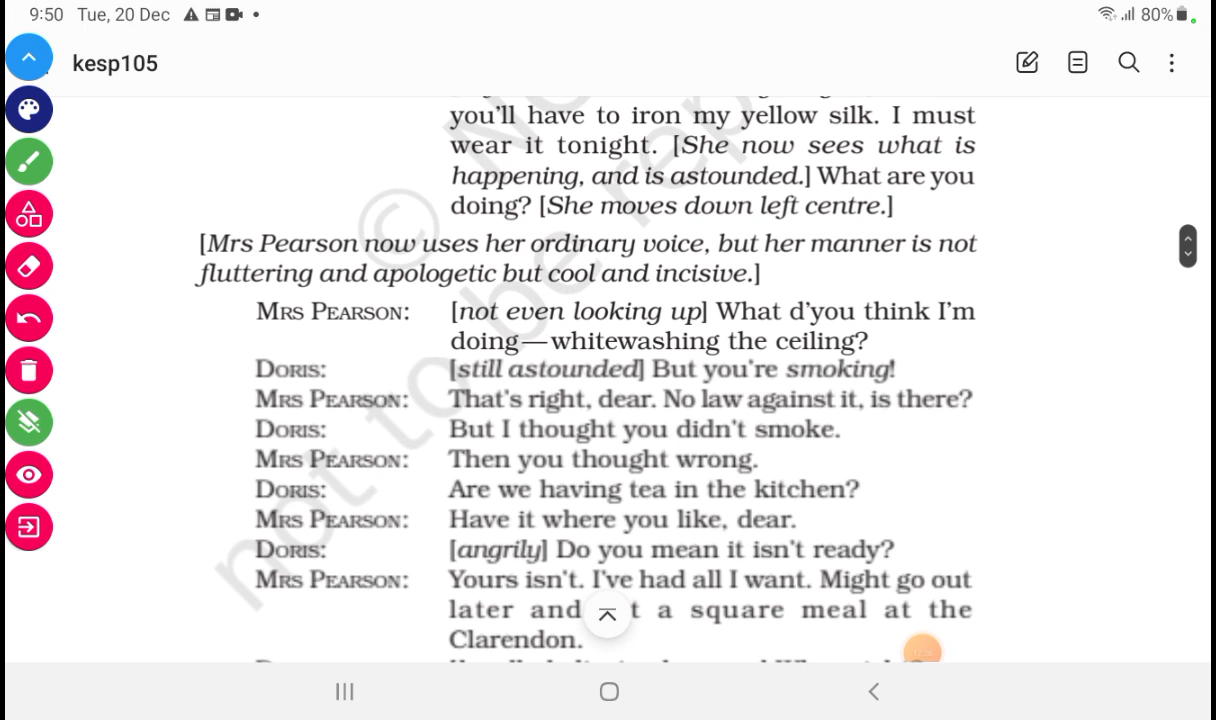 9:50 Tue, 20 Dec 80%
kesp105
you'll have to iron my yellow silk. I must
wear it tonight. [She now sees what is
happening, and is astounded.] What are you
doing? [She moves down left centre.]
[Mrs Pearson now uses her ordinary voice, but her manner is not
fluttering and apologetic but cool and incisive.]
MRS PEARSON: [not even looking up] What d'you think I'm
doing—whitewashing the ceiling?
DORIS: [still astounded] But you're smoking!
MRS PEARSON: That's right, dear. No law against it, is there?
DORIS: But I thought you didn't smoke.
MRS PEARSON: Then you thought wrong.
DORIS: Are we having tea in the kitchen?
MRS PEARSON: Have it where you like, dear.
DORIS: [angrily] Do you mean it isn't ready?
MRS PEARSON: Yours isn't. I've had all I want. Might go out
later and a square meal at the
Clarendon.
© not to be